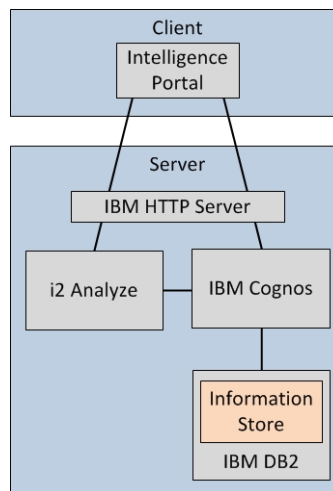 Client
Intelligence
Portal
Server
IBM HTTP Server
i2 Analyze
IBM Cognos
Information
Store
IBM DB2